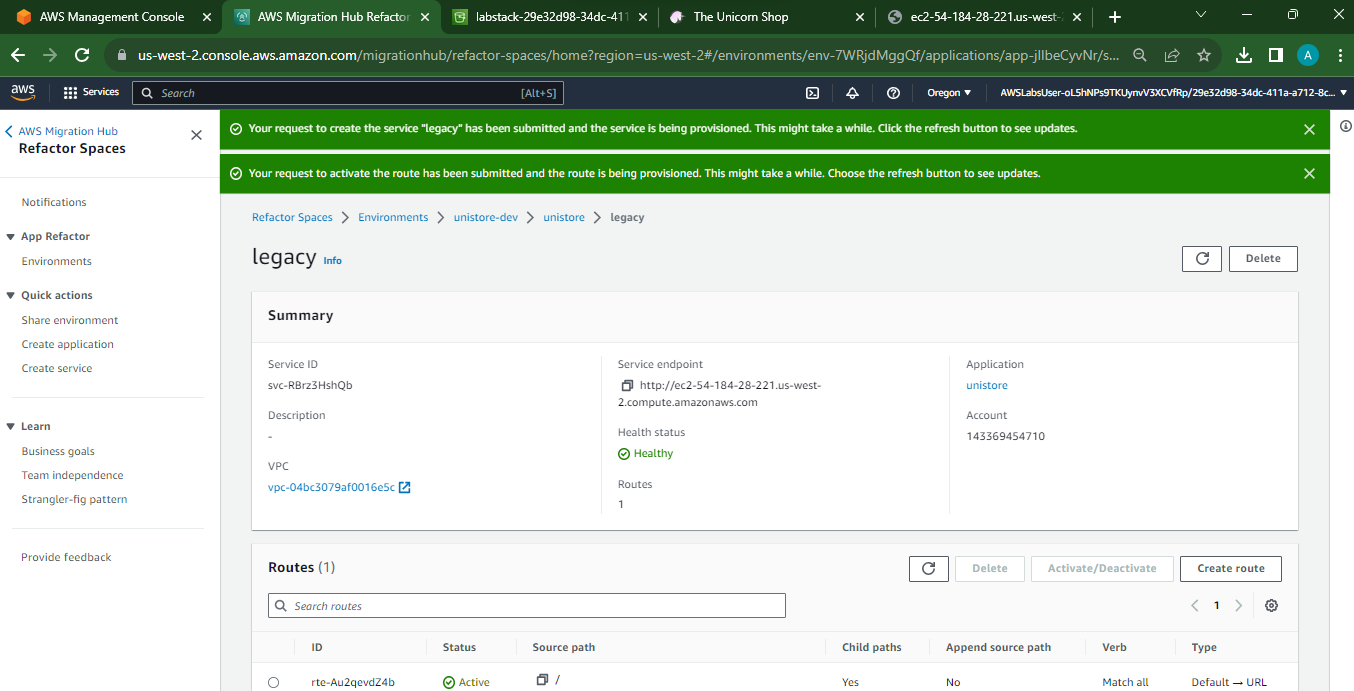 AWS Management Console
AWS Migration Hub Refactor
labstack-29e32d98-34dc-411
The Unicorn Shop
ec2-54-184-28-221.us-west-
us-west-2.console.aws.amazon.com/migrationhub/refactor-spaces/home?region=us-west-2#/environments/env-7WRjdMggQf/applications/app-jIlbeCyvNr/s...
A
aws
Services
Search
[Alt+S]
Oregon
AWSLabsUser-oL5hNPs9TKUynvV3XCVfRp/29e32d98-34dc-411a-a712-8c...
AWS Migration Hub
Refactor Spaces
Notifications
App Refactor
Environments
Quick actions
Share environment
Create application
Create service
Learn
Business goals
Team independence
Strangler-fig pattern
Provide feedback
Your request to create the service "legacy" has been submitted and the service is being provisioned. This might take a while. Click the refresh button to see updates.
Your request to activate the route has been submitted and the route is being provisioned. This might take a while. Choose the refresh button to see updates.
Refactor Spaces
Environments
unistore-dev
unistore
legacy
legacy Info
Delete
Summary
Service ID
svc-RBrz3HshQb
Description
-
VPC
vpc-04bc3079af0016e5c
Service endpoint
http://ec2-54-184-28-221.us-west-
2.compute.amazonaws.com
Health status
Healthy
Routes
1
Application
unistore
Account
143369454710
Routes (1)
Delete
Activate/Deactivate
Create route
Search routes
1
ID
Status
Source path
Child paths
Append source path
Verb
Type
rte-Au2qevdZ4b
Active
/
Yes
No
Match all
Default → URL